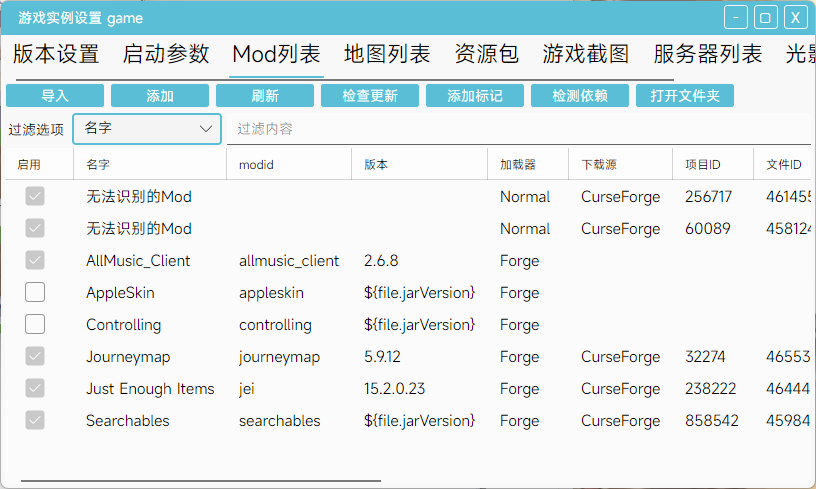 游戏实例设置 game
版本设置 启动参数 Mod列表 地图列表 资源包 游戏截图 服务器列表 光影
导入 添加 刷新 检查更新 添加标记 检测依赖 打开文件夹
过滤选项 名字 过滤内容
启用 名字 modid 版本 加载器 下载源 项目ID 文件ID
无法识别的Mod Normal CurseForge 256717 461455
无法识别的Mod Normal CurseForge 60089 458124
AllMusic_Client allmusic_client 2.6.8 Forge
AppleSkin appleskin ${file.jarVersion} Forge
Controlling controlling ${file.jarVersion} Forge
Journeymap journeymap 5.9.12 Forge CurseForge 32274 46553
Just Enough Items jei 15.2.0.23 Forge CurseForge 238222 46444
Searchables searchables ${file.jarVersion} Forge CurseForge 858542 45984